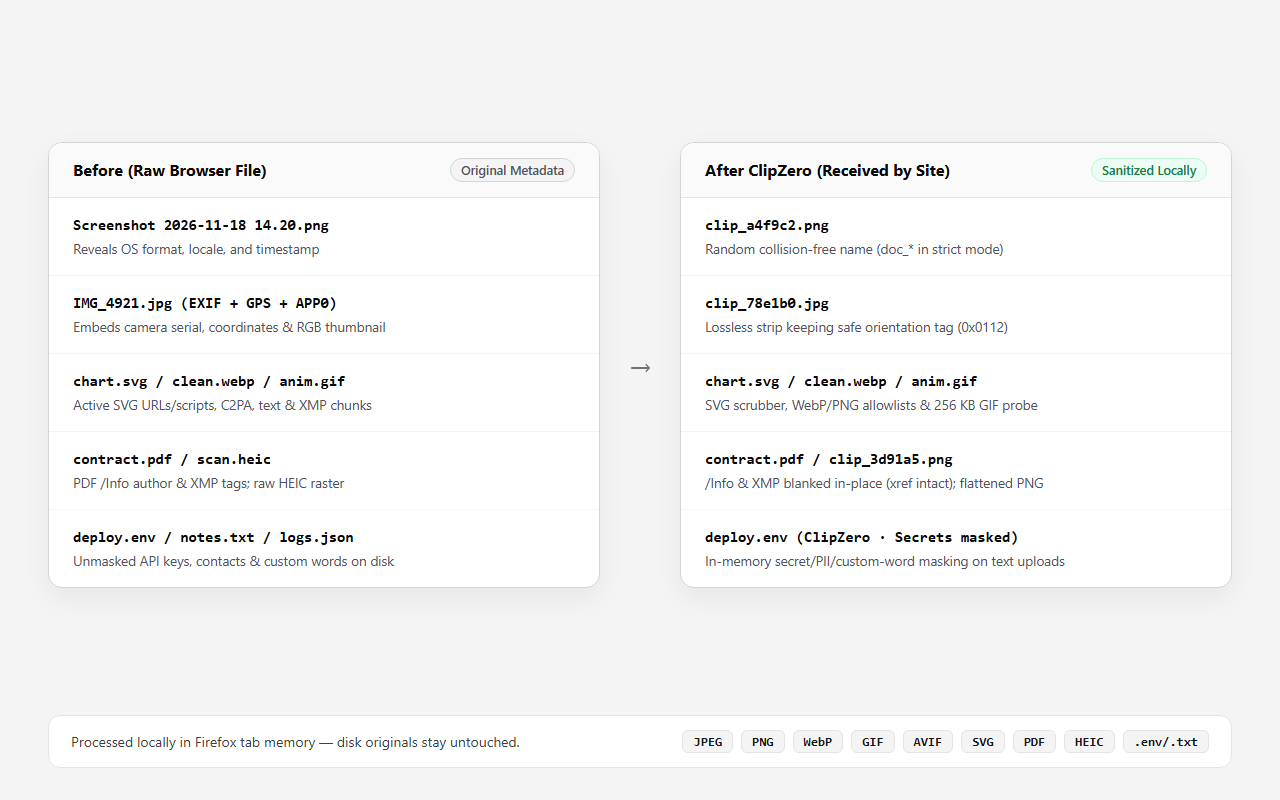 Before (Raw Browser File)
Original Metadata
Screenshot 2026-11-18 14.20.png
Reveals OS format, locale, and timestamp
IMG_4921.jpg (EXIF + GPS + APP0)
Embeds camera serial, coordinates & RGB thumbnail
chart.svg / clean.webp / anim.gif
Active SVG URLs/scripts, C2PA, text & XMP chunks
contract.pdf / scan.heic
PDF /Info author & XMP tags; raw HEIC raster
deploy.env / notes.txt / logs.json
Unmasked API keys, contacts & custom words on disk
→
After ClipZero (Received by Site)
Sanitized Locally
clip_a4f9c2.png
Random collision-free name (doc_* in strict mode)
clip_78e1b0.jpg
Lossless strip keeping safe orientation tag (0x0112)
chart.svg / clean.webp / anim.gif
SVG scrubber, WebP/PNG allowlists & 256 KB GIF probe
contract.pdf / clip_3d91a5.png
/Info & XMP blanked in-place (xref intact); flattened PNG
deploy.env (ClipZero · Secrets masked)
In-memory secret/PII/custom-word masking on text uploads
Processed locally in Firefox tab memory — disk originals stay untouched.
JPEG PNG WebP GIF AVIF SVG PDF HEIC .env/.txt